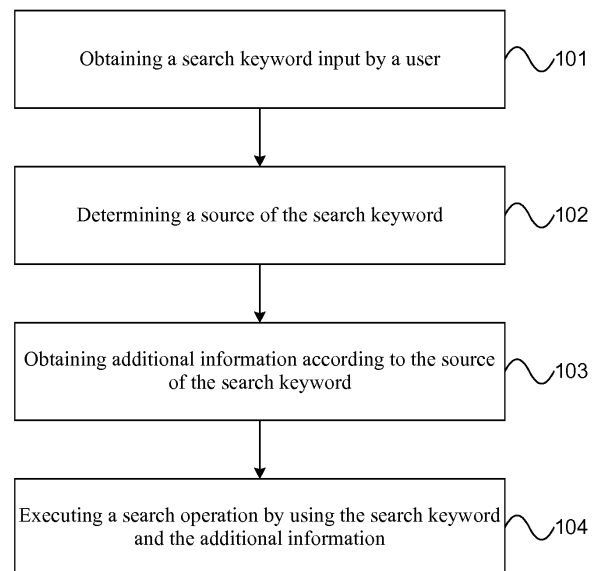 Obtaining a search keyword input by a user
101
Determining a source of the search keyword
102
Obtaining additional information according to the source
of the search keyword
103
Executing a search operation by using the search keyword
and the additional information
104